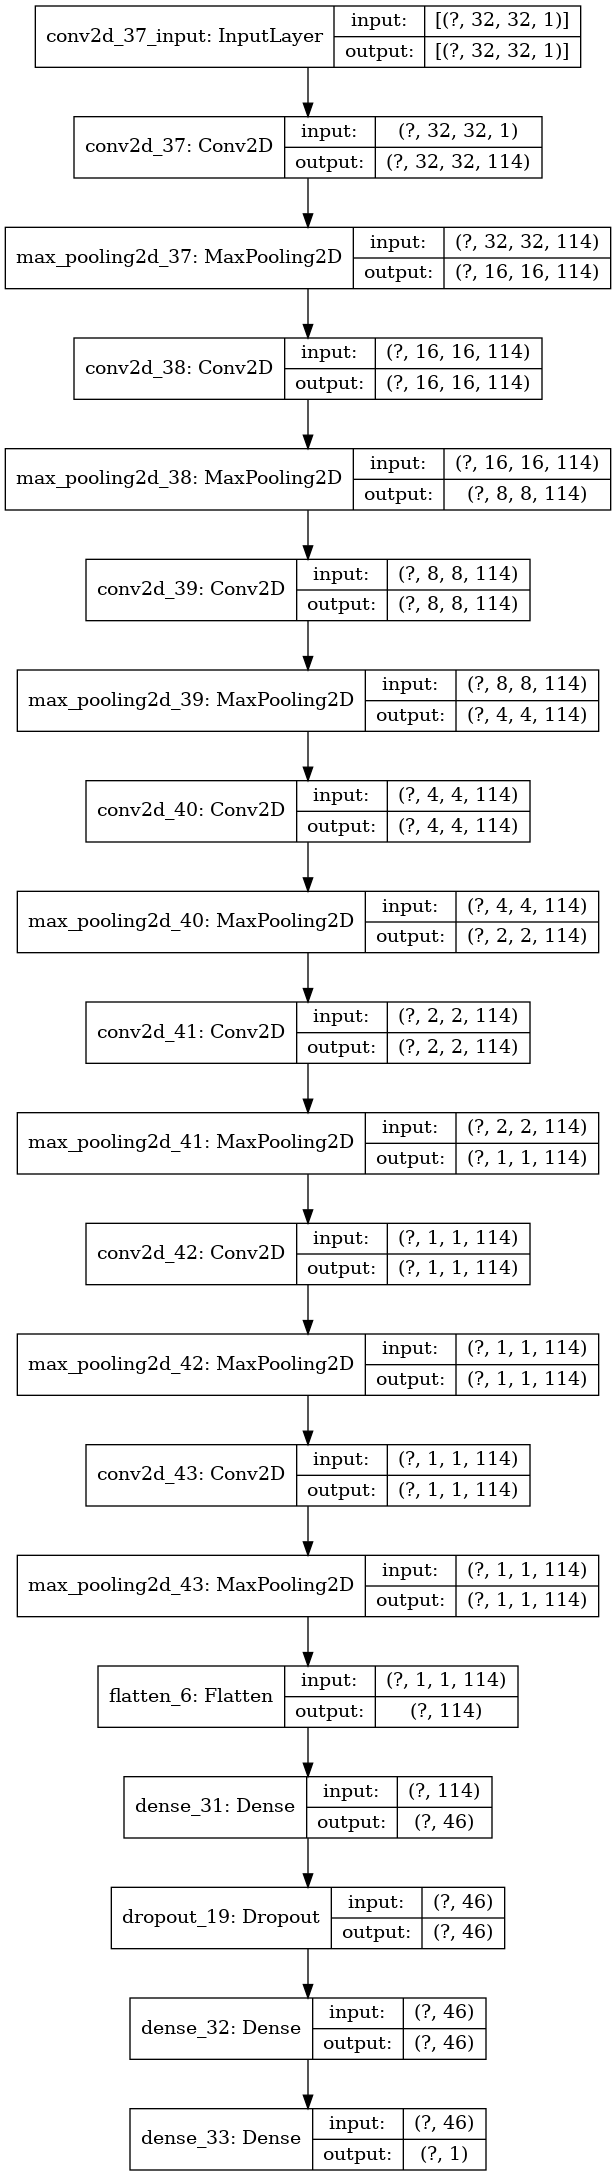 conv2d_37_input: InputLayer
input: [(?, 32, 32, 1)]
output: [(?, 32, 32, 1)]
conv2d_37: Conv2D
input: (?, 32, 32, 1)
output: (?, 32, 32, 114)
max_pooling2d_37: MaxPooling2D
input: (?, 32, 32, 114)
output: (?, 16, 16, 114)
conv2d_38: Conv2D
input: (?, 16, 16, 114)
output: (?, 16, 16, 114)
max_pooling2d_38: MaxPooling2D
input: (?, 16, 16, 114)
output: (?, 8, 8, 114)
conv2d_39: Conv2D
input: (?, 8, 8, 114)
output: (?, 8, 8, 114)
max_pooling2d_39: MaxPooling2D
input: (?, 8, 8, 114)
output: (?, 4, 4, 114)
conv2d_40: Conv2D
input: (?, 4, 4, 114)
output: (?, 4, 4, 114)
max_pooling2d_40: MaxPooling2D
input: (?, 4, 4, 114)
output: (?, 2, 2, 114)
conv2d_41: Conv2D
input: (?, 2, 2, 114)
output: (?, 2, 2, 114)
max_pooling2d_41: MaxPooling2D
input: (?, 2, 2, 114)
output: (?, 1, 1, 114)
conv2d_42: Conv2D
input: (?, 1, 1, 114)
output: (?, 1, 1, 114)
max_pooling2d_42: MaxPooling2D
input: (?, 1, 1, 114)
output: (?, 1, 1, 114)
conv2d_43: Conv2D
input: (?, 1, 1, 114)
output: (?, 1, 1, 114)
max_pooling2d_43: MaxPooling2D
input: (?, 1, 1, 114)
output: (?, 1, 1, 114)
flatten_6: Flatten
input: (?, 1, 1, 114)
output: (?, 114)
dense_31: Dense
input: (?, 114)
output: (?, 46)
dropout_19: Dropout
input: (?, 46)
output: (?, 46)
dense_32: Dense
input: (?, 46)
output: (?, 46)
dense_33: Dense
input: (?, 46)
output: (?, 1)